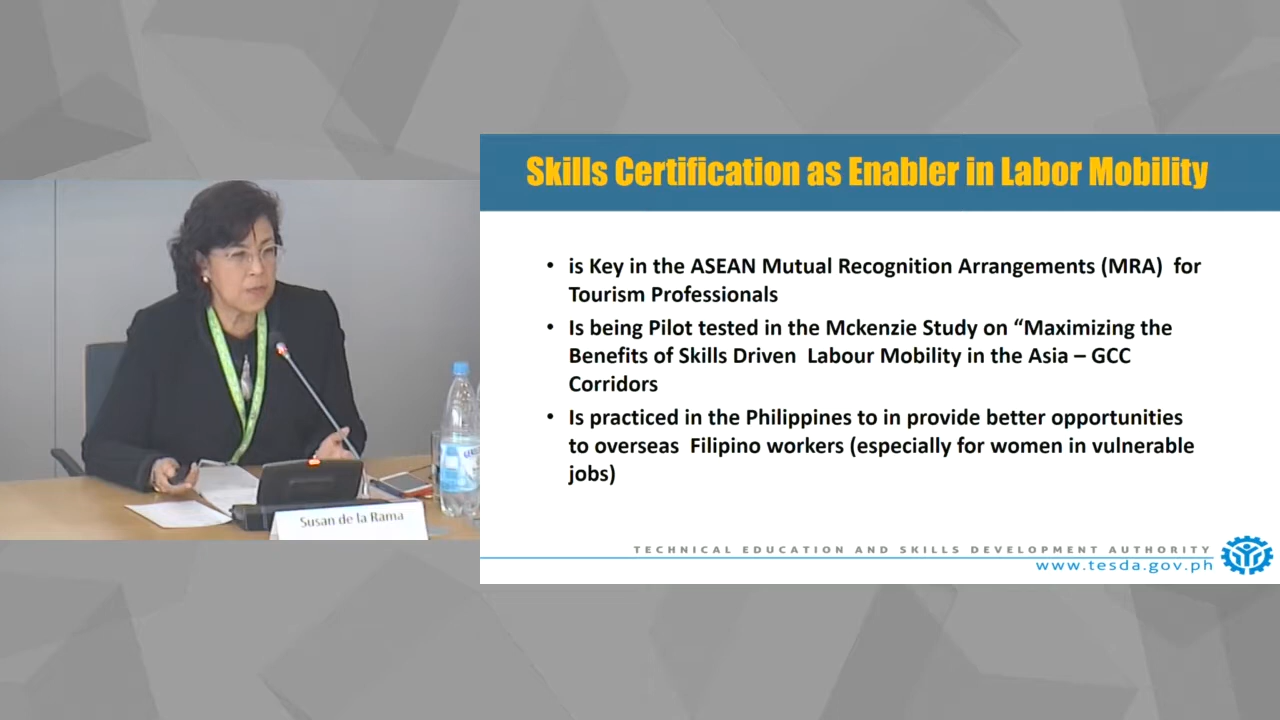 Skills Certification as Enabler in Labor Mobility
• is Key in the ASEAN Mutual Recognition Arrangements (MRA) for
Tourism Professionals
• Is being Pilot tested in the Mckenzie Study on “Maximizing the
Benefits of Skills Driven Labour Mobility in the Asia – GCC
Corridors
• Is practiced in the Philippines to in provide better opportunities
to overseas Filipino workers (especially for women in vulnerable
jobs)
TECHNICAL EDUCATION AND SKILLS DEVELOPMENT AUTHORITY
www.tesda.gov.ph
Susan de la Rama